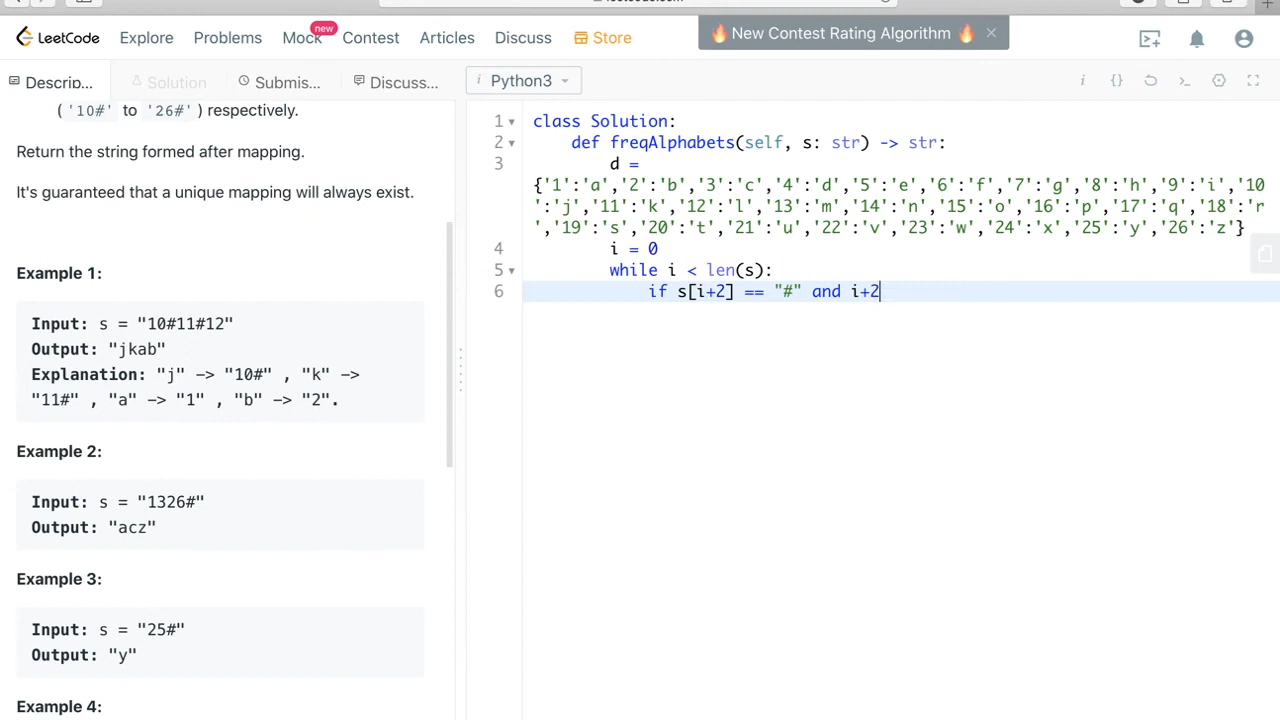 LeetCode Explore Problems Mock new Contest Articles Discuss Store
🔥 New Contest Rating Algorithm 🔥 ×
Descrip... Solution Submis... Discuss... i Python3 i {}
('10#' to '26#') respectively.
Return the string formed after mapping.
It's guaranteed that a unique mapping will always exist.
Example 1:
Input: s = "10#11#12"
Output: "jkab"
Explanation: "j" -> "10#" , "k" ->
"11#" , "a" -> "1" , "b" -> "2".
Example 2:
Input: s = "1326#"
Output: "acz"
Example 3:
Input: s = "25#"
Output: "y"
Example 4:
1 class Solution:
2 def freqAlphabets(self, s: str) -> str:
3 d =
{'1':'a','2':'b','3':'c','4':'d','5':'e','6':'f','7':'g','8':'h','9':'i','10
':'j','11':'k','12':'l','13':'m','14':'n','15':'o','16':'p','17':'q','18':'r
','19':'s','20':'t','21':'u','22':'v','23':'w','24':'x','25':'y','26':'z'}
4 i = 0
5 while i < len(s):
6 if s[i+2] == "#" and i+2